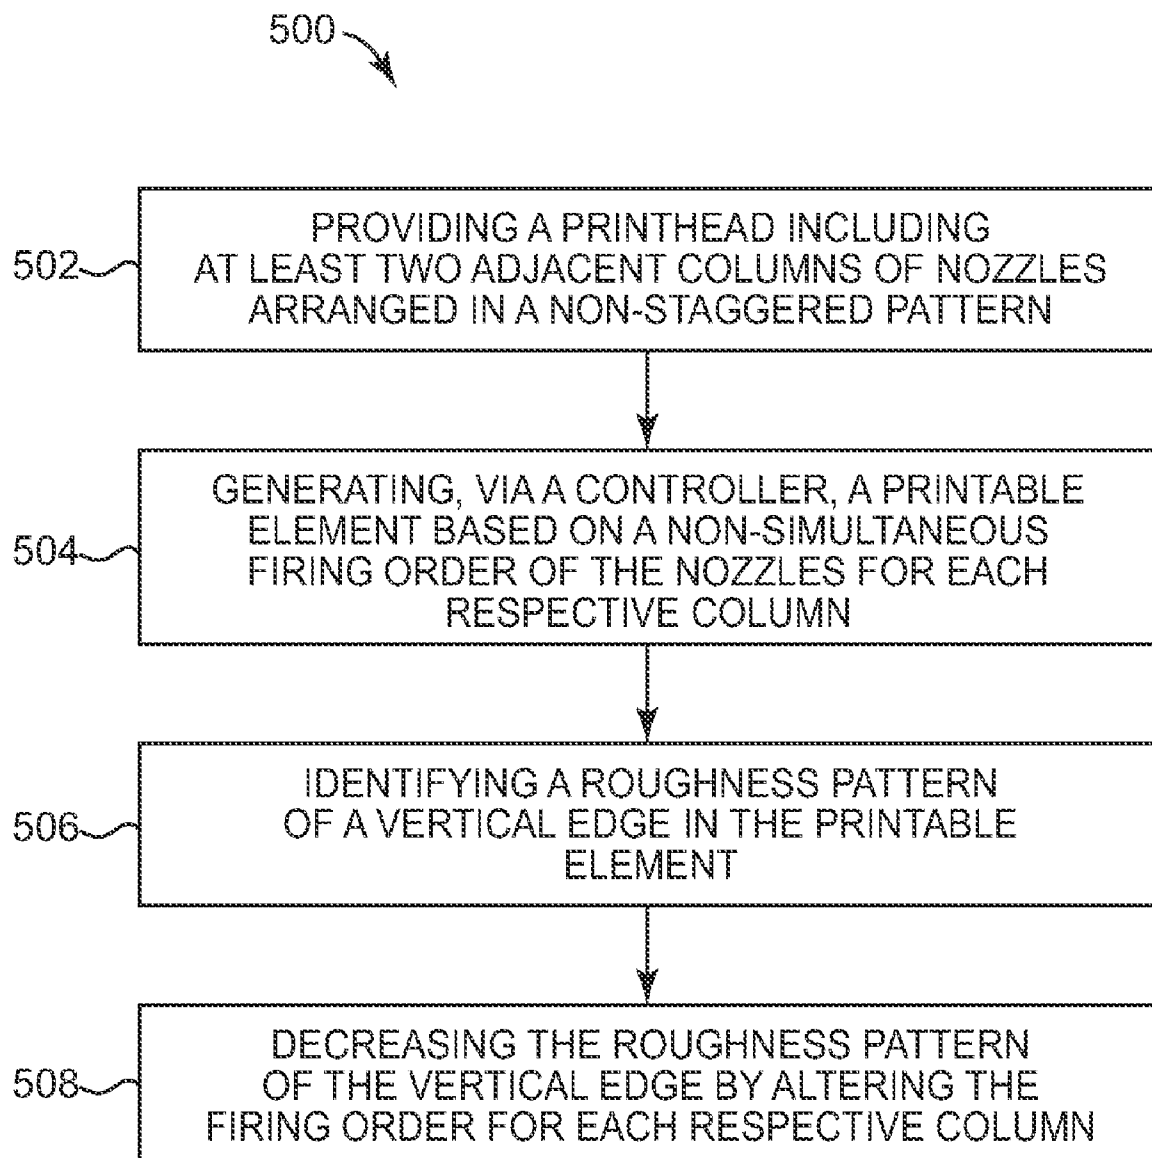 500
502
PROVIDING A PRINTHEAD INCLUDING
AT LEAST TWO ADJACENT COLUMNS OF NOZZLES
ARRANGED IN A NON-STAGGERED PATTERN
504
GENERATING, VIA A CONTROLLER, A PRINTABLE
ELEMENT BASED ON A NON-SIMULTANEOUS
FIRING ORDER OF THE NOZZLES FOR EACH
RESPECTIVE COLUMN
506
IDENTIFYING A ROUGHNESS PATTERN
OF A VERTICAL EDGE IN THE PRINTABLE
ELEMENT
508
DECREASING THE ROUGHNESS PATTERN
OF THE VERTICAL EDGE BY ALTERING THE
FIRING ORDER FOR EACH RESPECTIVE COLUMN